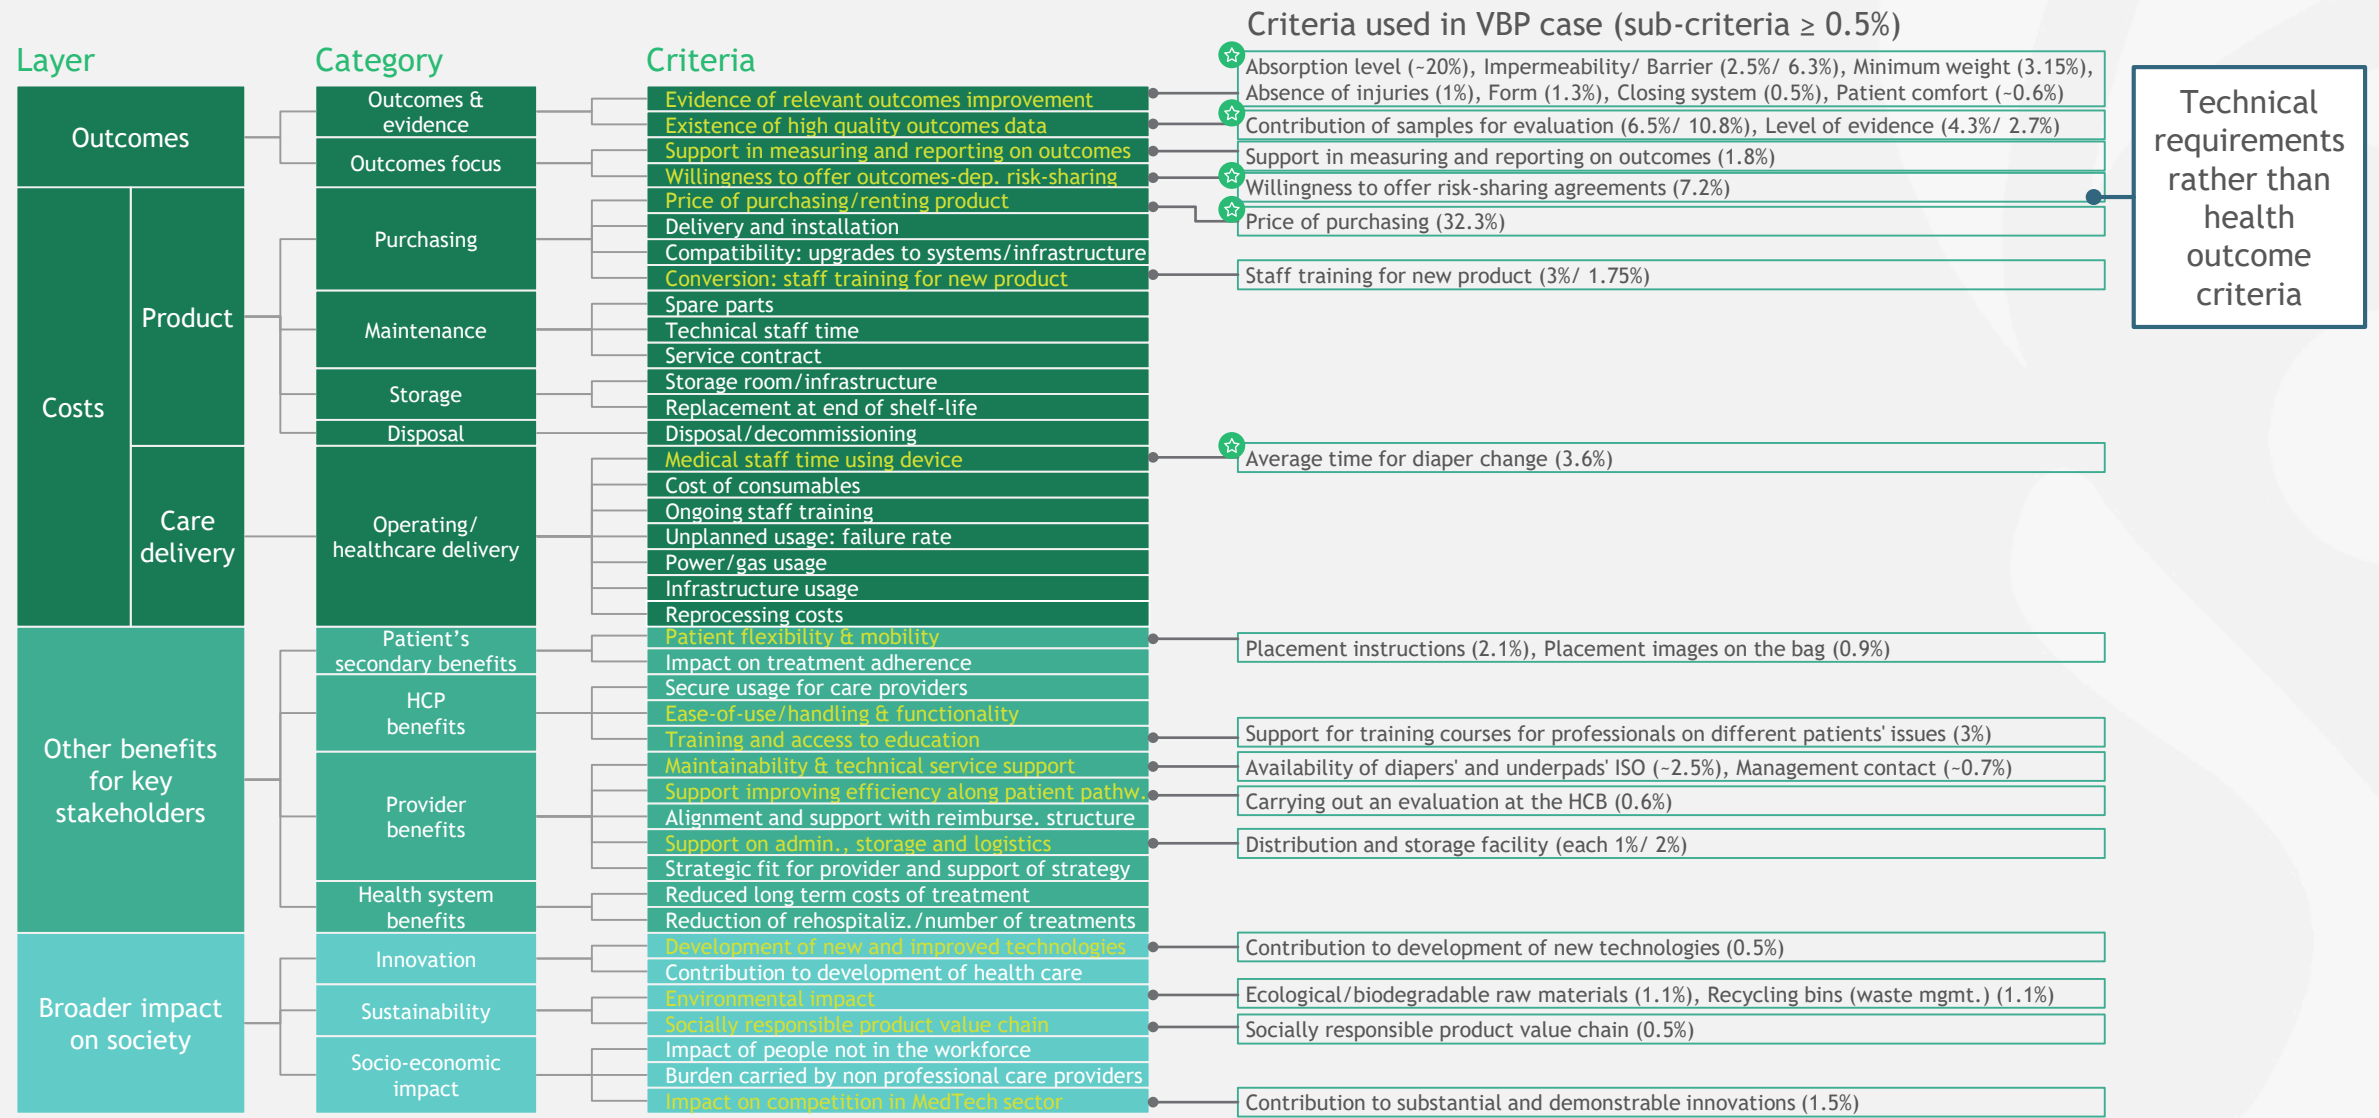 Criteria used in VBP case (sub-criteria ≥ 0.5%)
Layer
Category
Criteria
Outcomes
Costs
Product
Care
delivery
Other benefits
for key
stakeholders
Broader impact
on society
Outcomes &
evidence
Outcomes focus
Purchasing
Maintenance
Storage
Disposal
Operating/
healthcare delivery
Patient's
secondary benefits
HCP
benefits
Provider
benefits
Health system
benefits
Innovation
Sustainability
Socio-economic
impact
Evidence of relevant outcomes improvement
Existence of high quality outcomes data
Support in measuring and reporting on outcomes
Willingness to offer outcomes-dep. risk-sharing
Price of purchasing/renting product
Delivery and installation
Compatibility: upgrades to systems/infrastructure
Conversion: staff training for new product
Spare parts
Technical staff time
Service contract
Storage room/infrastructure
Replacement at end of shelf-life
Disposal/decommissioning
Medical staff time using device
Cost of consumables
Ongoing staff training
Unplanned usage: failure rate
Power/gas usage
Infrastructure usage
Reprocessing costs
Patient flexibility & mobility
Impact on treatment adherence
Secure usage for care providers
Ease-of-use/handling & functionality
Training and access to education
Maintainability & technical service support
Support improving efficiency along patient pathw.
Alignment and support with reimburse. structure
Support on admin., storage and logistics
Strategic fit for provider and support of strategy
Reduced long term costs of treatment
Reduction of rehospitaliz./number of treatments
Development of new and improved technologies
Contribution to development of health care
Environmental impact
Socially responsible product value chain
Impact of people not in the workforce
Burden carried by non professional care providers
Impact on competition in MedTech sector
Absorption level (~20%), Impermeability/ Barrier (2.5%/ 6.3%), Minimum weight (3.15%),
Absence of injuries (1%), Form (1.3%), Closing system (0.5%), Patient comfort (~0.6%)
Contribution of samples for evaluation (6.5%/ 10.8%), Level of evidence (4.3%/ 2.7%)
Support in measuring and reporting on outcomes (1.8%)
Willingness to offer risk-sharing agreements (7.2%)
Price of purchasing (32.3%)
Staff training for new product (3%/ 1.75%)
Average time for diaper change (3.6%)
Placement instructions (2.1%), Placement images on the bag (0.9%)
Support for training courses for professionals on different patients' issues (3%)
Availability of diapers' and underpads' ISO (~2.5%), Management contact (~0.7%)
Carrying out an evaluation at the HCB (0.6%)
Distribution and storage facility (each 1%/ 2%)
Contribution to development of new technologies (0.5%)
Ecological/biodegradable raw materials (1.1%), Recycling bins (waste mgmt.) (1.1%)
Socially responsible product value chain (0.5%)
Contribution to substantial and demonstrable innovations (1.5%)
Technical
requirements
rather than
health
outcome
criteria